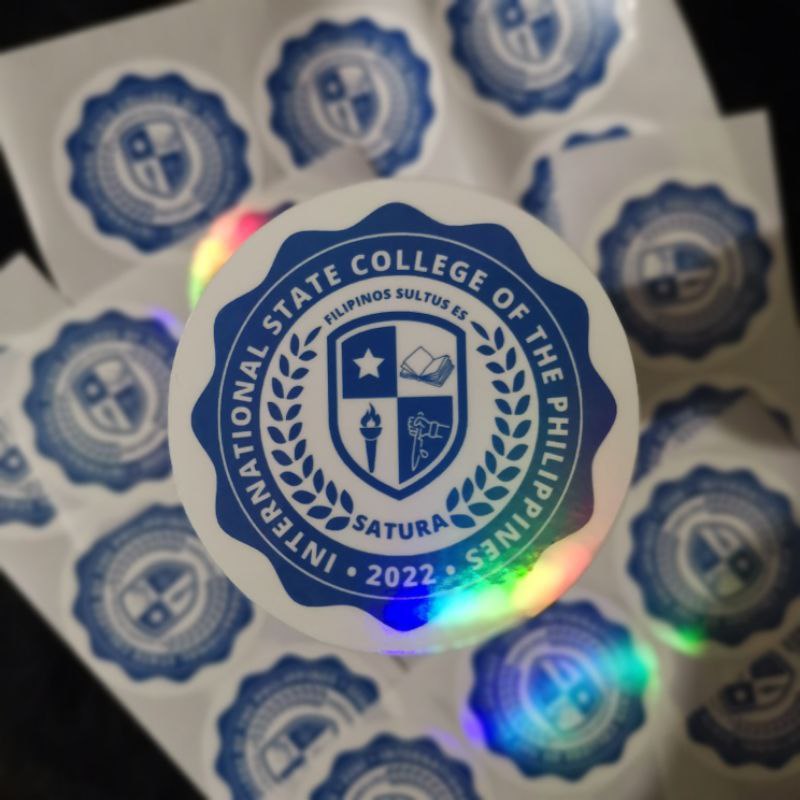 INTERNATIONAL STATE COLLEGE OF THE PHILIPPINES
FILIPINOS SULTUS ES
SATURA
• 2022 •